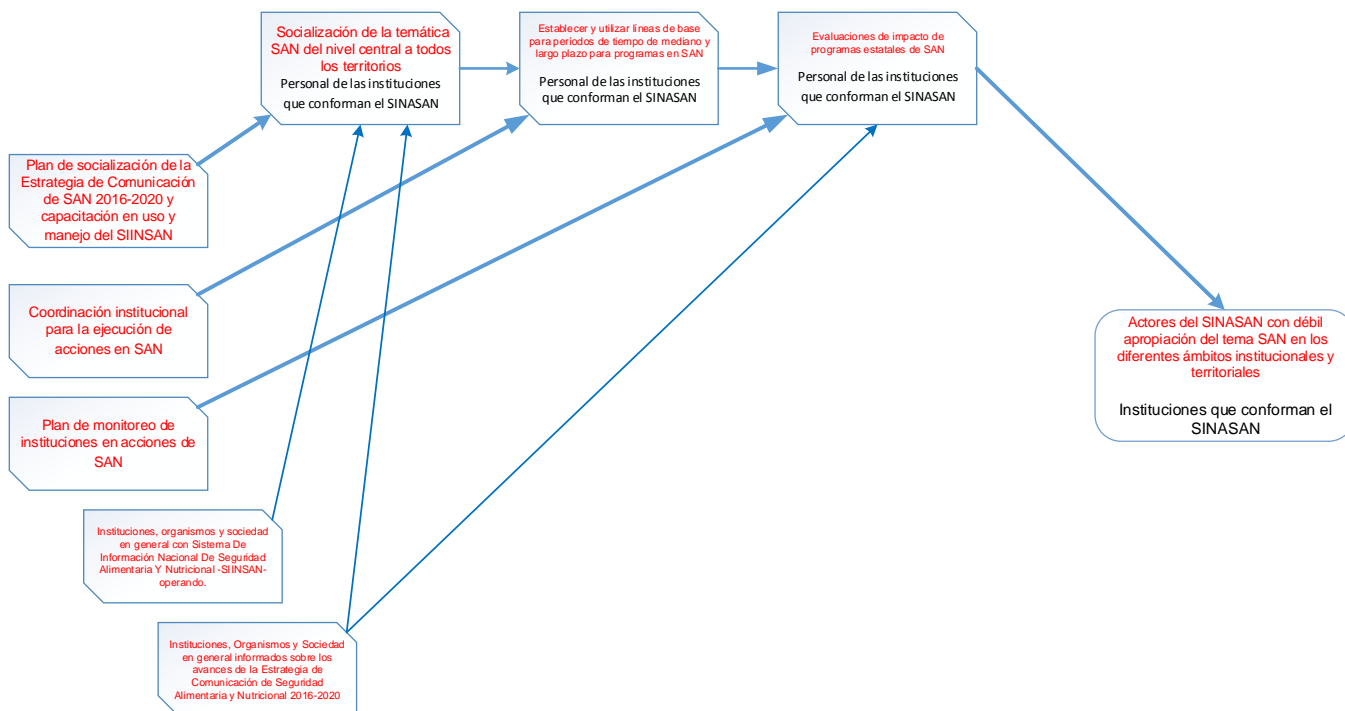 Socialización de la temática
SAN del nivel central a todos
los territorios
Personal de las instituciones
que conforman el SINASAN
Establecer y utilizar líneas de base
para períodos de tiempo de mediano y
largo plazo para programas en SAN
Personal de las instituciones
que conforman el SINASAN
Evaluaciones de impacto de
programas estatales de SAN
Personal de las instituciones
que conforman el SINASAN
Plan de socialización de la
Estrategia de Comunicación
de SAN 2016-2020 y
capacitación en uso y
manejo del SIINSAN
Coordinación institucional
para la ejecución de
acciones en SAN
Plan de monitoreo de
instituciones en acciones de
SAN
Actores del SINASAN con débil
apropiación del tema SAN en los
diferentes ámbitos institucionales y
territoriales
Instituciones que conforman el
SINASAN
Instituciones, organismos y sociedad
en general con Sistema De
Información Nacional De Seguridad
Alimentaria Y Nutricional -SIINSAN-
operando.
Instituciones, Organismos y Sociedad
en general informados sobre los
avances de la Estrategia de
Comunicación de Seguridad
Alimentaria y Nutricional 2016-2020